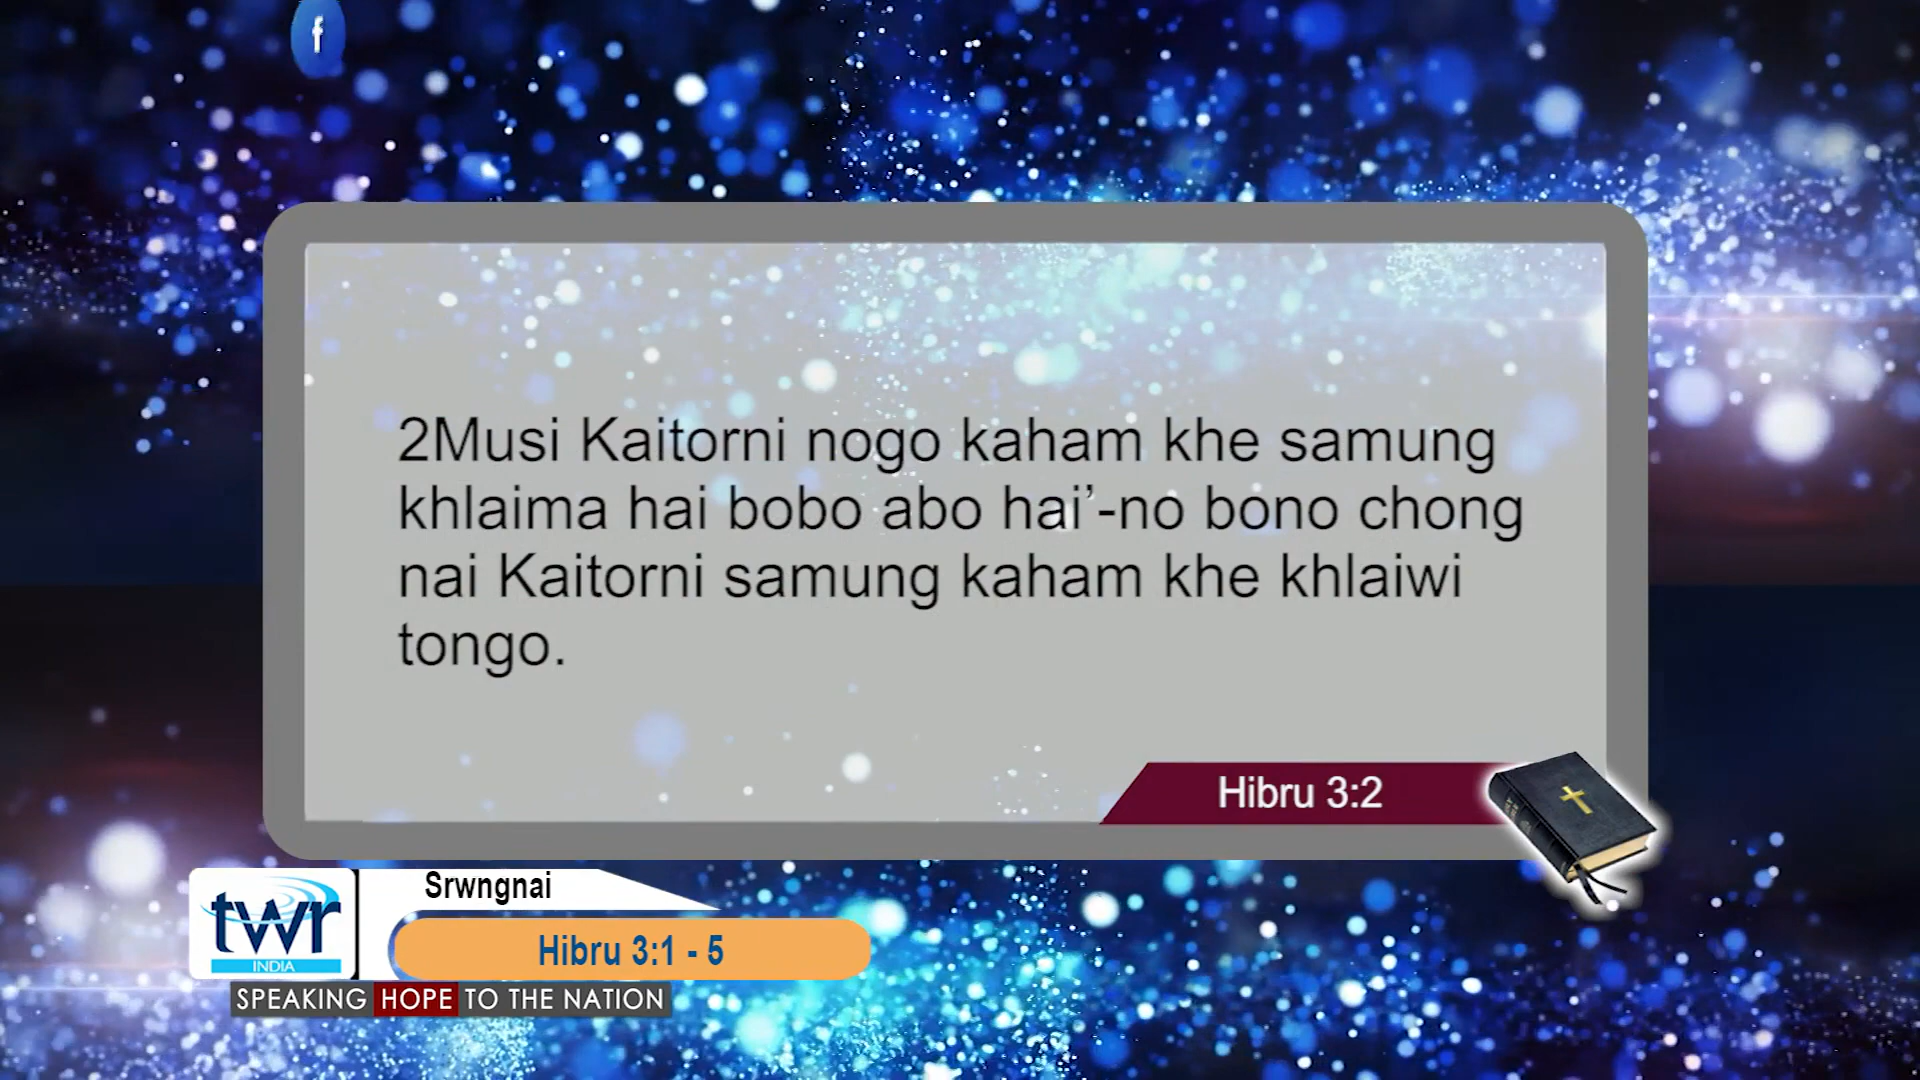 f
2Musi Kaitorni nogo kaham khe samung
khlaima hai bobo abo hai’-no bono chong
nai Kaitorni samung kaham khe khlaiwi
tongo.
Hibru 3:2
Srwngnai
twr
INDIA
Hibru 3:1 - 5
SPEAKING HOPE TO THE NATION